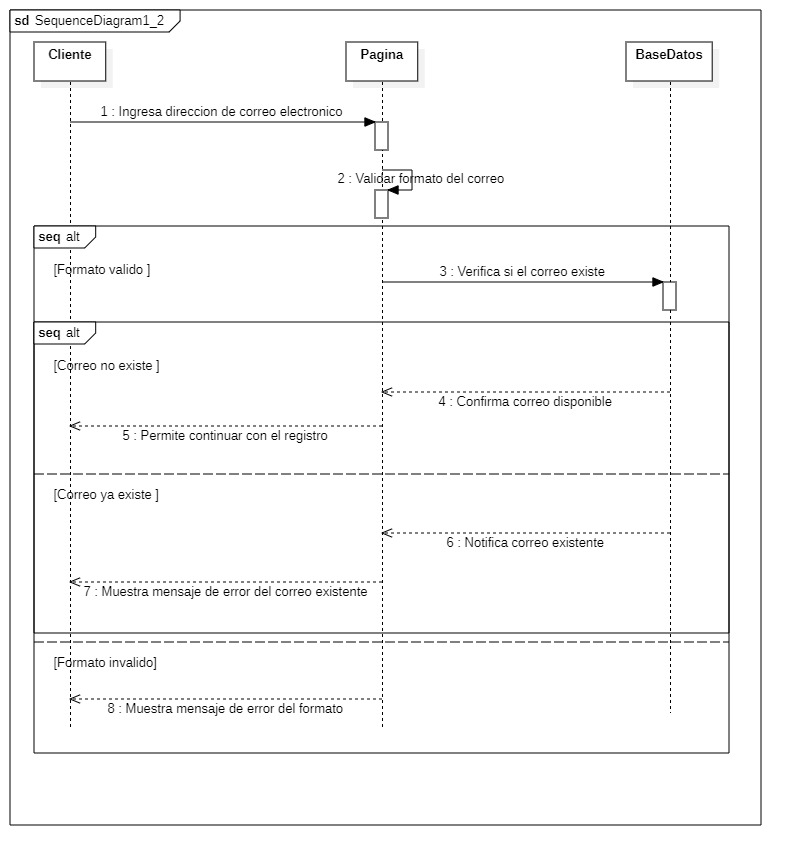 sd SequenceDiagram1_2
Cliente
Pagina
BaseDatos
1 : Ingresa direccion de correo electronico
2 : Validar formato del correo
seq alt
[Formato valido ]
3 : Verifica si el correo existe
seq alt
[Correo no existe ]
4 : Confirma correo disponible
5 : Permite continuar con el registro
[Correo ya existe ]
6 : Notifica correo existente
7 : Muestra mensaje de error del correo existente
[Formato invalido]
8 : Muestra mensaje de error del formato